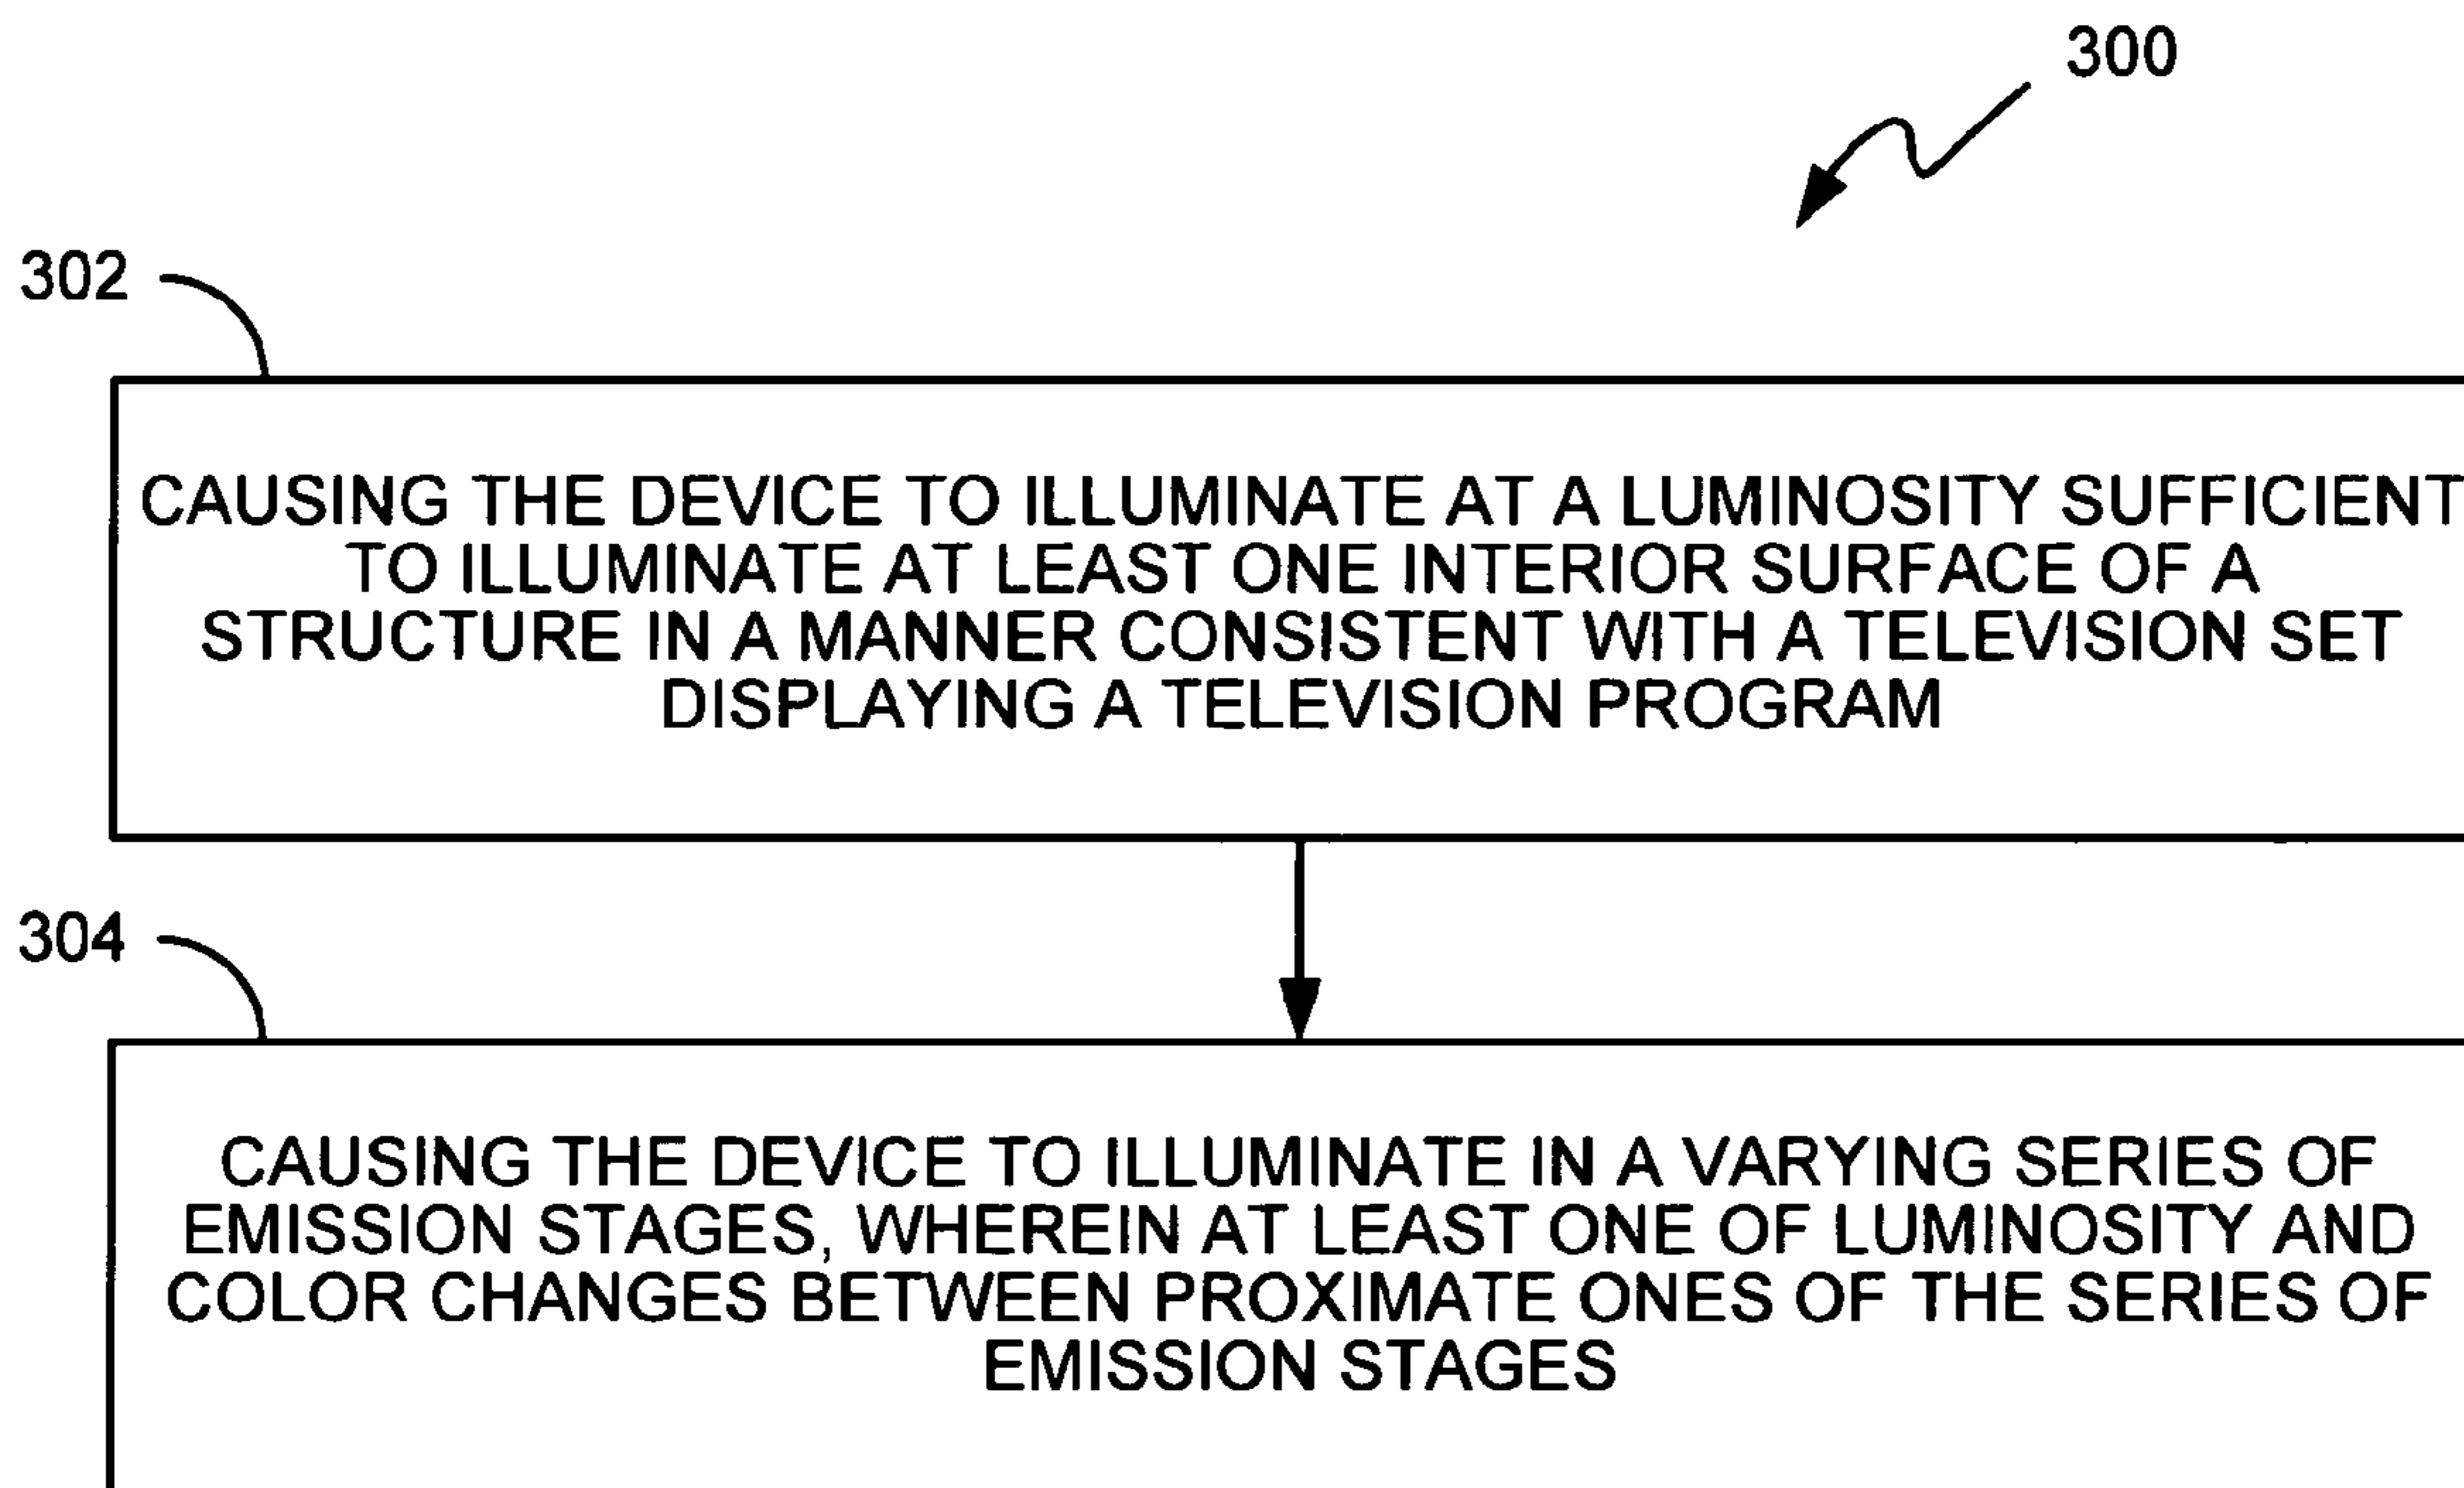 300
302
CAUSING THE DEVICE TO ILLUMINATE AT A LUMINOSITY SUFFICIENT
TO ILLUMINATE AT LEAST ONE INTERIOR SURFACE OF A
STRUCTURE IN A MANNER CONSISTENT WITH A TELEVISION SET
DISPLAYING A TELEVISION PROGRAM
304
CAUSING THE DEVICE TO ILLUMINATE IN A VARYING SERIES OF
EMISSION STAGES, WHEREIN AT LEAST ONE OF LUMINOSITY AND
COLOR CHANGES BETWEEN PROXIMATE ONES OF THE SERIES OF
EMISSION STAGES